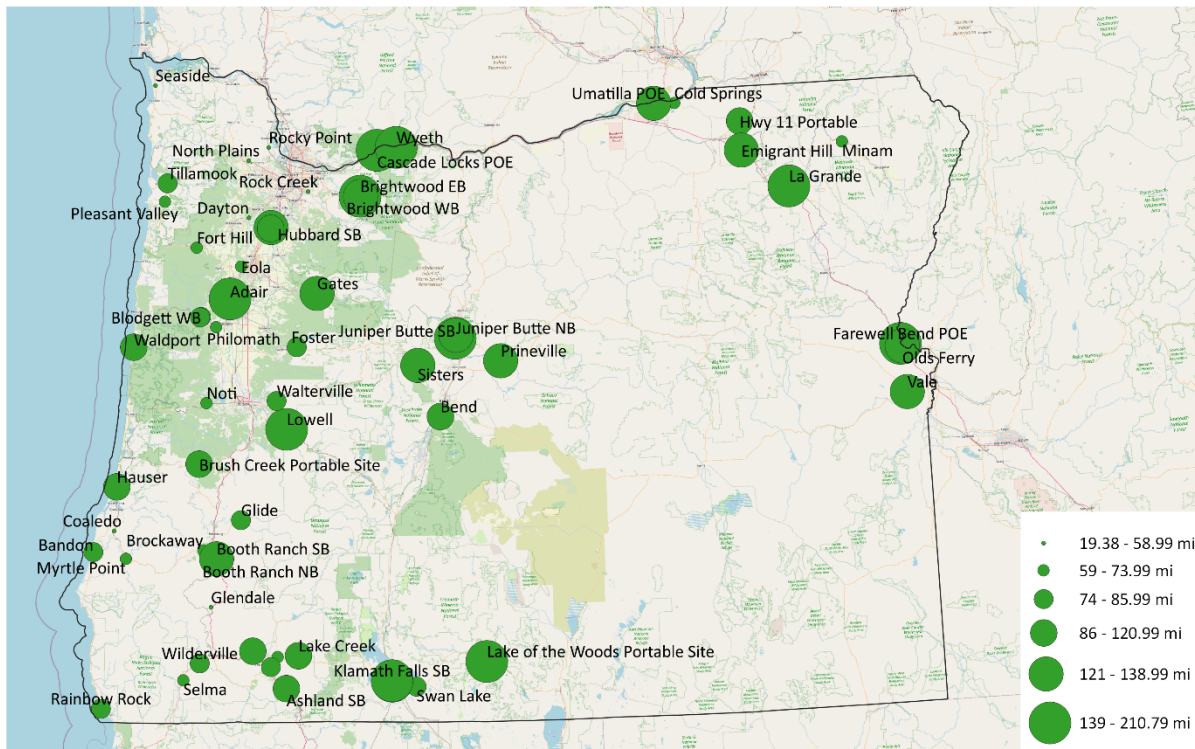 Seaside
Umatilla POE
Cold Springs
Hwy 11 Portable
Rocky Point
Wyeth
North Plains
Cascade Locks POE
Emigrant Hill
Minam
Tillamook
Rock Creek
Brightwood EB
La Grande
Pleasant Valley
Dayton
Brightwood WB
Fort Hill
Hubbard SB
Eola
Adair
Gates
Blodgett WB
Philomath
Juniper Butte SB
Juniper Butte NB
Farewell Bend POE
Waldport
Foster
Prineville
Olds Ferry
Sisters
Vale
Noti
Walterville
Bend
Lowell
Brush Creek Portable Site
Hauser
Coaledo
Glide
Brockaway
Bandon
Booth Ranch SB
Myrtle Point
Booth Ranch NB
Glendale
Wilderville
Lake Creek
Lake of the Woods Portable Site
Klamath Falls SB
Selma
Ashland SB
Swan Lake
Rainbow Rock
19.38 - 58.99 mi
59 - 73.99 mi
74 - 85.99 mi
86 - 120.99 mi
121 - 138.99 mi
139 - 210.79 mi